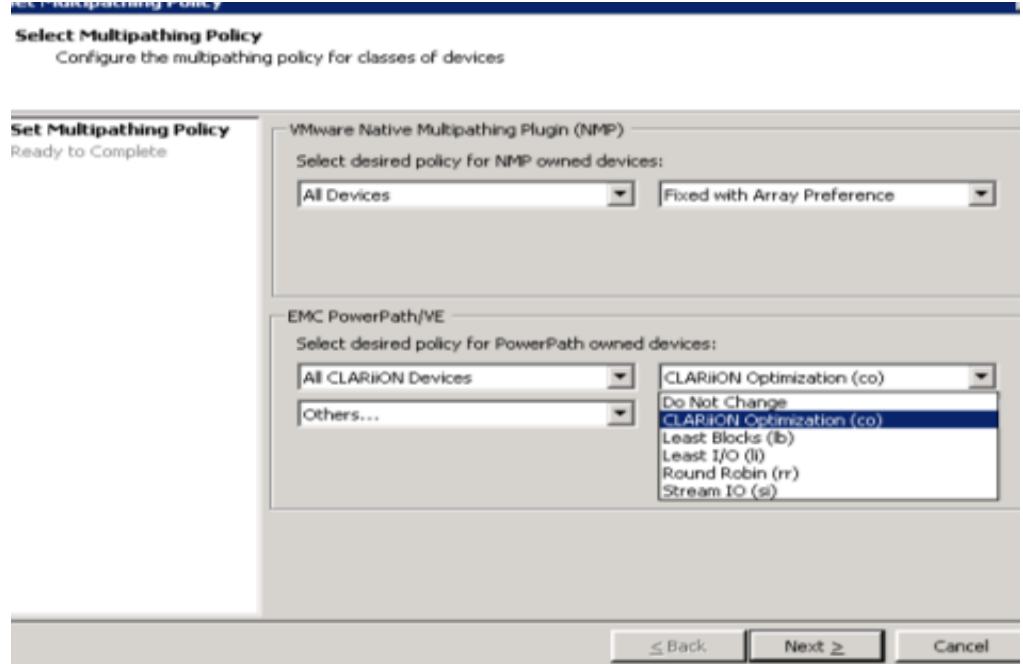 Set Multipathing Policy
Select Multipathing Policy
Configure the multipathing policy for classes of devices
Set Multipathing Policy
Ready to Complete
VMware Native Multipathing Plugin (NMP)
Select desired policy for NMP owned devices:
All Devices
Fixed with Array Preference
EMC PowerPath/VE
Select desired policy for PowerPath owned devices:
All CLARiiON Devices
CLARiiON Optimization (co)
Others...
Do Not Change
CLARiiON Optimization (co)
Least Blocks (lb)
Least I/O (li)
Round Robin (rr)
Stream IO (si)
≤ Back
Next ≥
Cancel